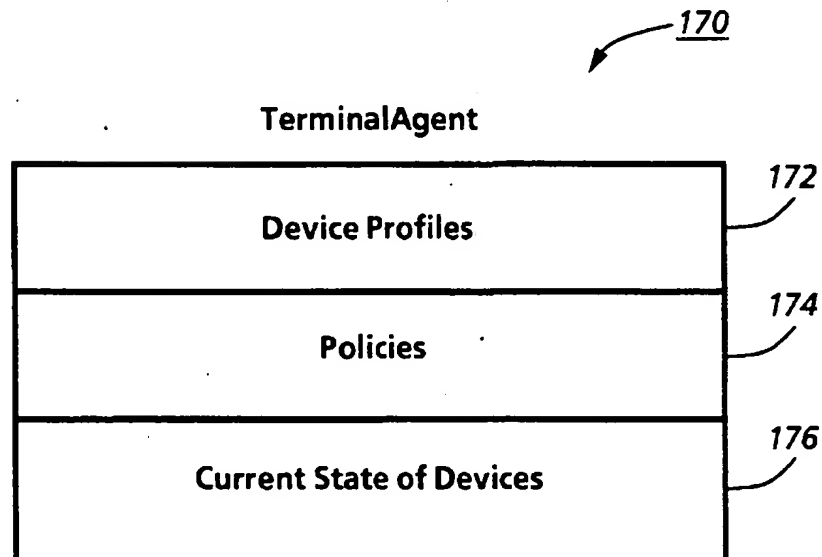 170
TerminalAgent
172
Device Profiles
174
Policies
176
Current State of Devices